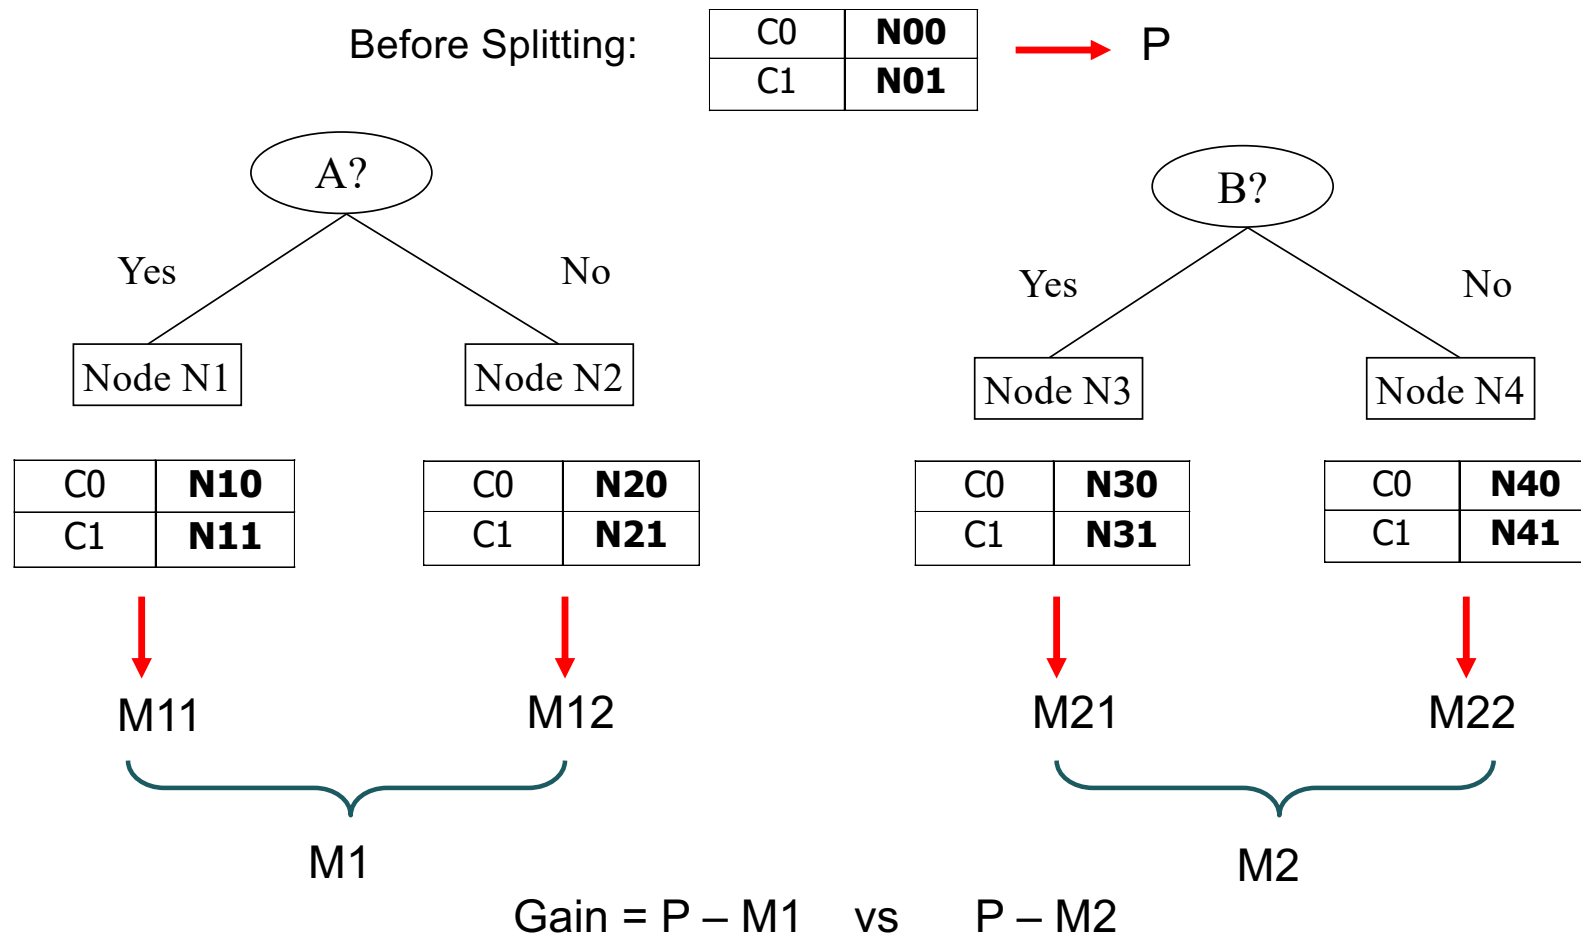 Before Splitting:
C0 N00
C1 N01
P
A?
B?
Yes
No
Yes
No
Node N1
Node N2
Node N3
Node N4
C0 N10
C1 N11
C0 N20
C1 N21
C0 N30
C1 N31
C0 N40
C1 N41
M11
M12
M21
M22
M1
M2
Gain = P – M1 vs P – M2